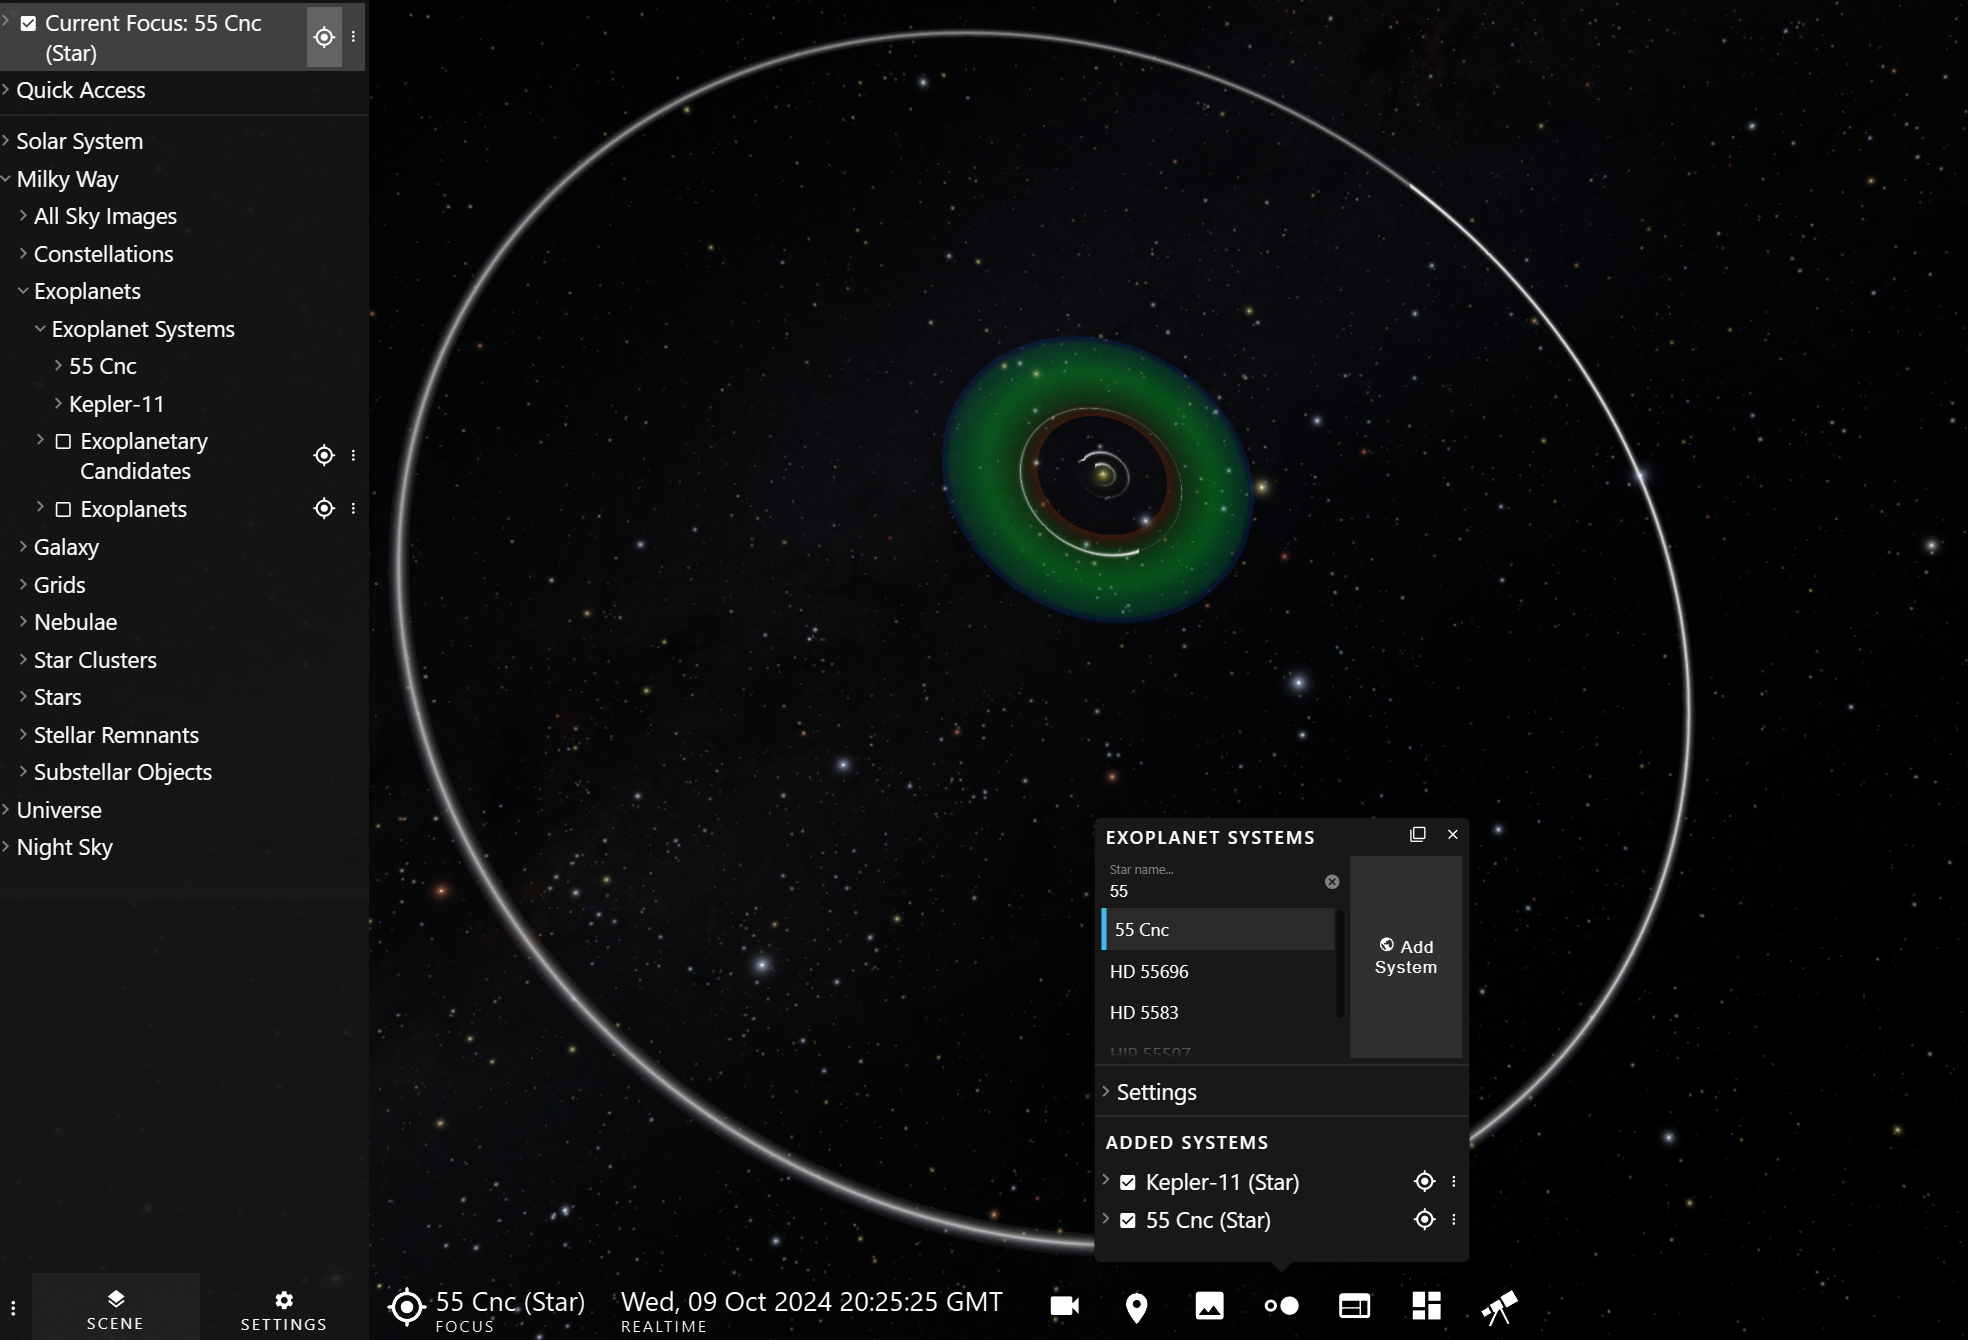 Current Focus: 55 Cnc
(Star)
Quick Access
Solar System
Milky Way
All Sky Images
Constellations
Exoplanets
Exoplanet Systems
55 Cnc
Kepler-11
Exoplanetary
Candidates
Exoplanets
Galaxy
Grids
Nebulae
Star Clusters
Stars
Stellar Remnants
Substellar Objects
Universe
Night Sky
SCENE
SETTINGS
EXOPLANET SYSTEMS
Star name...
55
55 Cnc
HD 55696
HD 5583
HIP 55507
Add
System
Settings
ADDED SYSTEMS
Kepler-11 (Star)
55 Cnc (Star)
55 Cnc (Star)
FOCUS
Wed, 09 Oct 2024 20:25:25 GMT
REALTIME